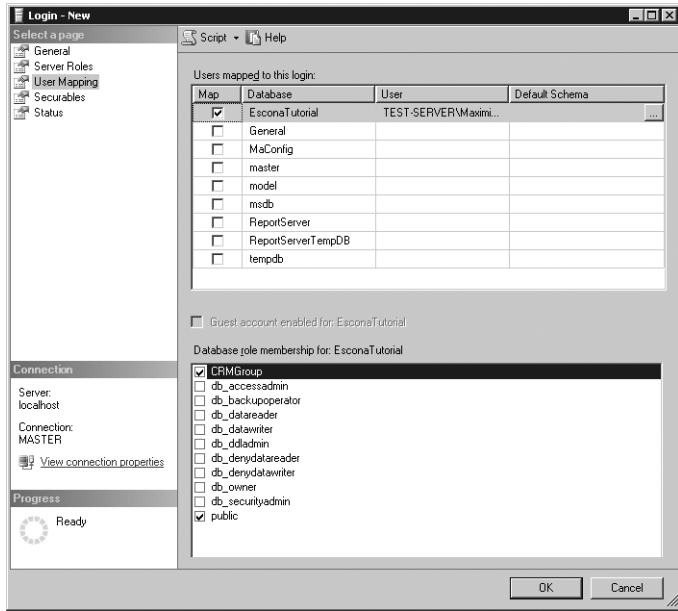 Login - New
Select a page
General
Server Roles
User Mapping
Securables
Status
Script Help
Users mapped to this login:
Map Database User Default Schema
EsconaTutorial TEST-SERVER\Maximi... ...
General
MaConfig
master
model
msdb
ReportServer
ReportServerTempDB
tempdb
Guest account enabled for: EsconaTutorial
Database role membership for: EsconaTutorial
CRMGroup
db_accessadmin
db_backupoperator
db_datareader
db_datawriter
db_ddladmin
db_denydatareader
db_denydatawriter
db_owner
db_securityadmin
public
Connection
Server:
localhost
Connection:
MASTER
View connection properties
Progress
Ready
OK Cancel